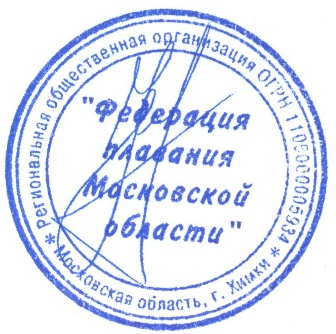 * Региональная общественная организация ОГРН 1105000005934 *
Московская область, г. Химки
"Федерация
плавания
Московской
области"